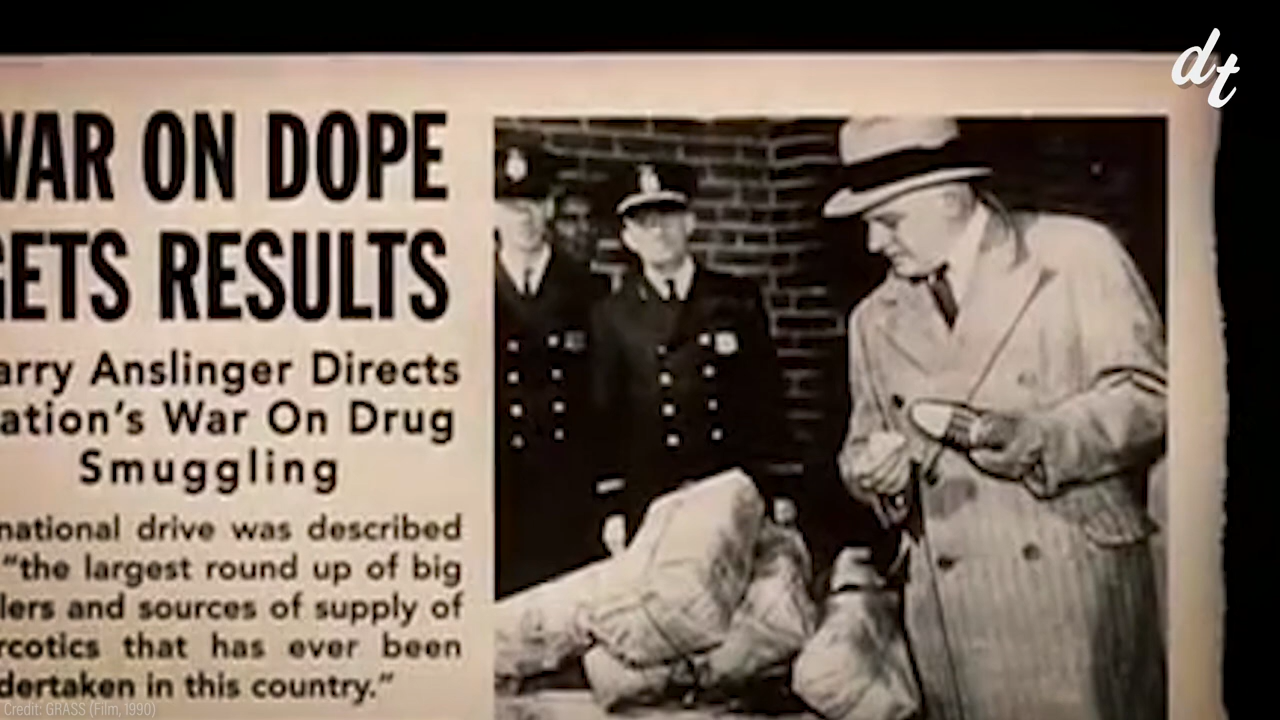 WAR ON DOPE
GETS RESULTS
arry Anslinger Directs
ation's War On Drug
Smuggling
national drive was described
"the largest round up of big
lers and sources of supply of
rcotics that has ever been
dertaken in this country."
Credit: GRASS (Film, 1990)
dt